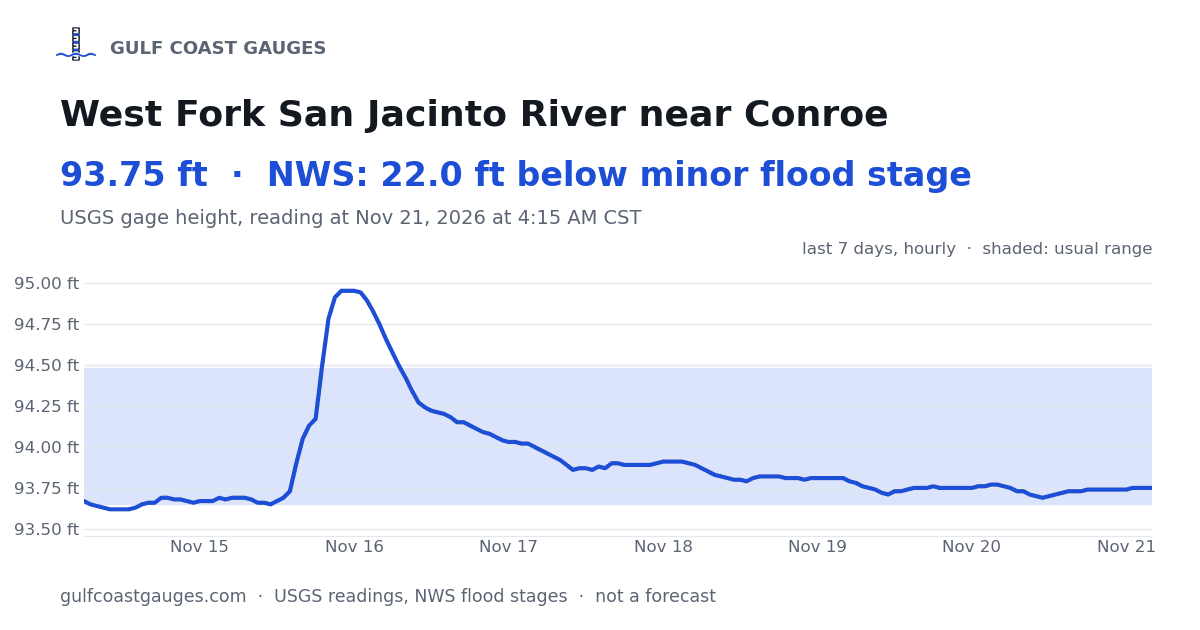 GULF COAST GAUGES
West Fork San Jacinto River near Conroe
93.75 ft · NWS: 22.0 ft below minor flood stage
USGS gage height, reading at Nov 21, 2026 at 4:15 AM CST
last 7 days, hourly · shaded: usual range
95.00 ft
94.75 ft
94.50 ft
94.25 ft
94.00 ft
93.75 ft
93.50 ft
Nov 15 Nov 16 Nov 17 Nov 18 Nov 19 Nov 20 Nov 21
gulfcoastgauges.com · USGS readings, NWS flood stages · not a forecast